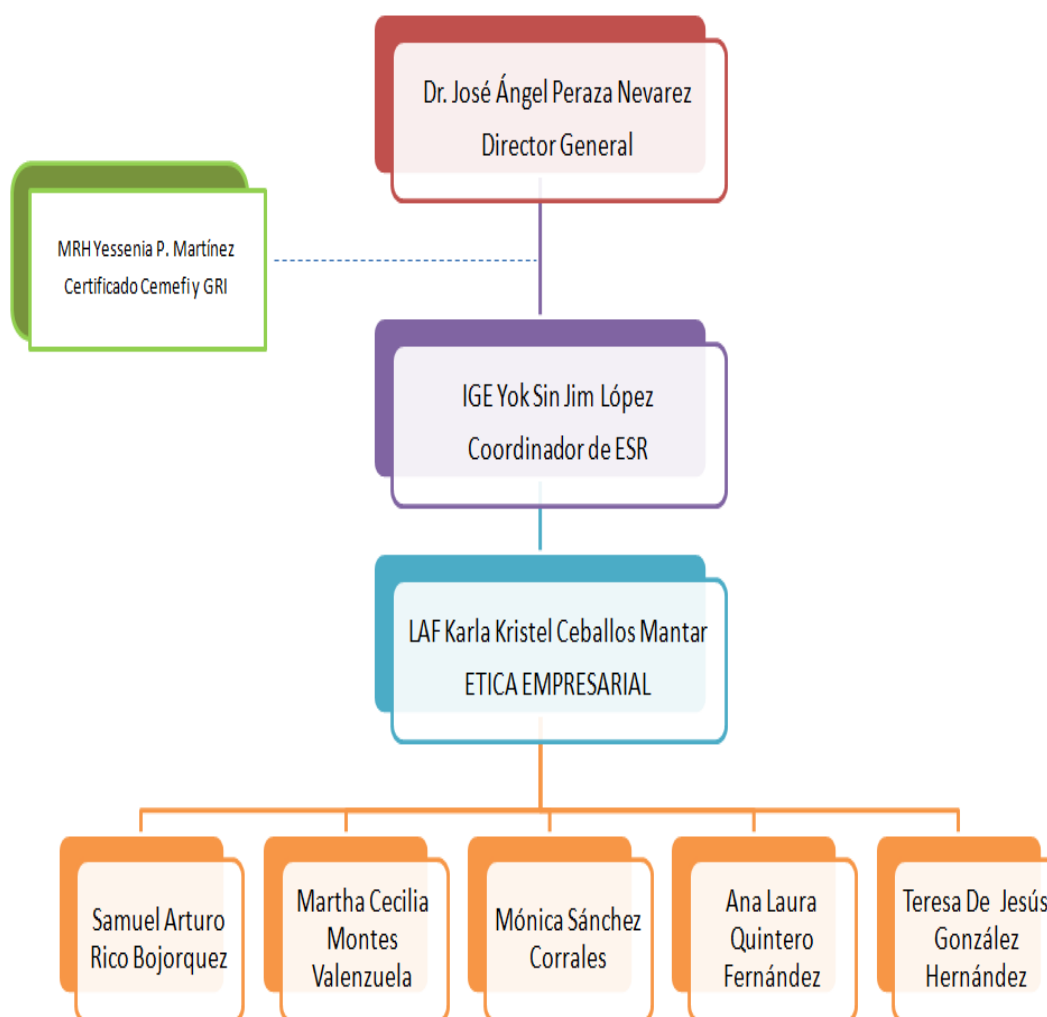 Dr. José Ángel Peraza Nevarez
Director General
MRH Yessenia P. Martínez
Certificado Cemefi y GRI
IGE Yok Sin Jim López
Coordinador de ESR
LAF Karla Kristel Ceballos Mantar
ETICA EMPRESARIAL
Samuel Arturo
Rico Bojorquez
Martha Cecilia
Montes
Valenzuela
Mónica Sánchez
Corrales
Ana Laura
Quintero
Fernández
Teresa De Jesús
González
Hernández